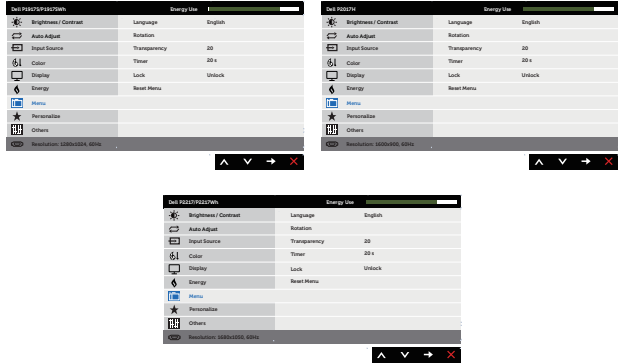 Dell P1917S/P1917SWh Energy Use
Brightness / Contrast Language English
Auto Adjust Rotation
Input Source Transparency 20
Color Timer 20 s
Display Lock Unlock
Energy Reset Menu
Menu
Personalize
Others
Resolution: 1280x1024, 60Hz
Dell P2017H Energy Use
Brightness / Contrast Language English
Auto Adjust Rotation
Input Source Transparency 20
Color Timer 20 s
Display Lock Unlock
Energy Reset Menu
Menu
Personalize
Others
Resolution: 1600x900, 60Hz
Dell P2217/P2217Wh Energy Use
Brightness / Contrast Language English
Auto Adjust Rotation
Input Source Transparency 20
Color Timer 20 s
Display Lock Unlock
Energy Reset Menu
Menu
Personalize
Others
Resolution: 1680x1050, 60Hz